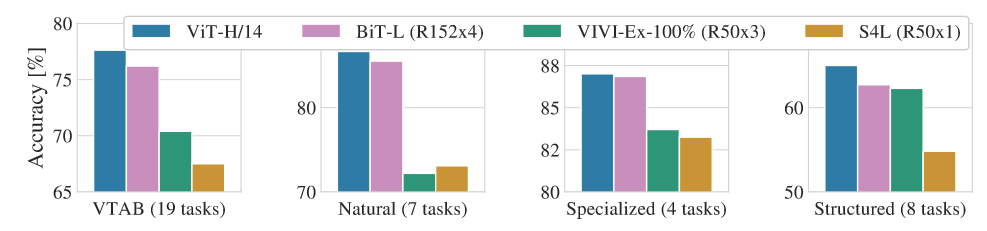 ViT-H/14
BiT-L (R152x4)
VIVI-Ex-100% (R50x3)
S4L (R50x1)
Accuracy [%]
80
75
70
65
VTAB (19 tasks)
80
70
Natural (7 tasks)
88
85
82
80
Specialized (4 tasks)
60
50
Structured (8 tasks)